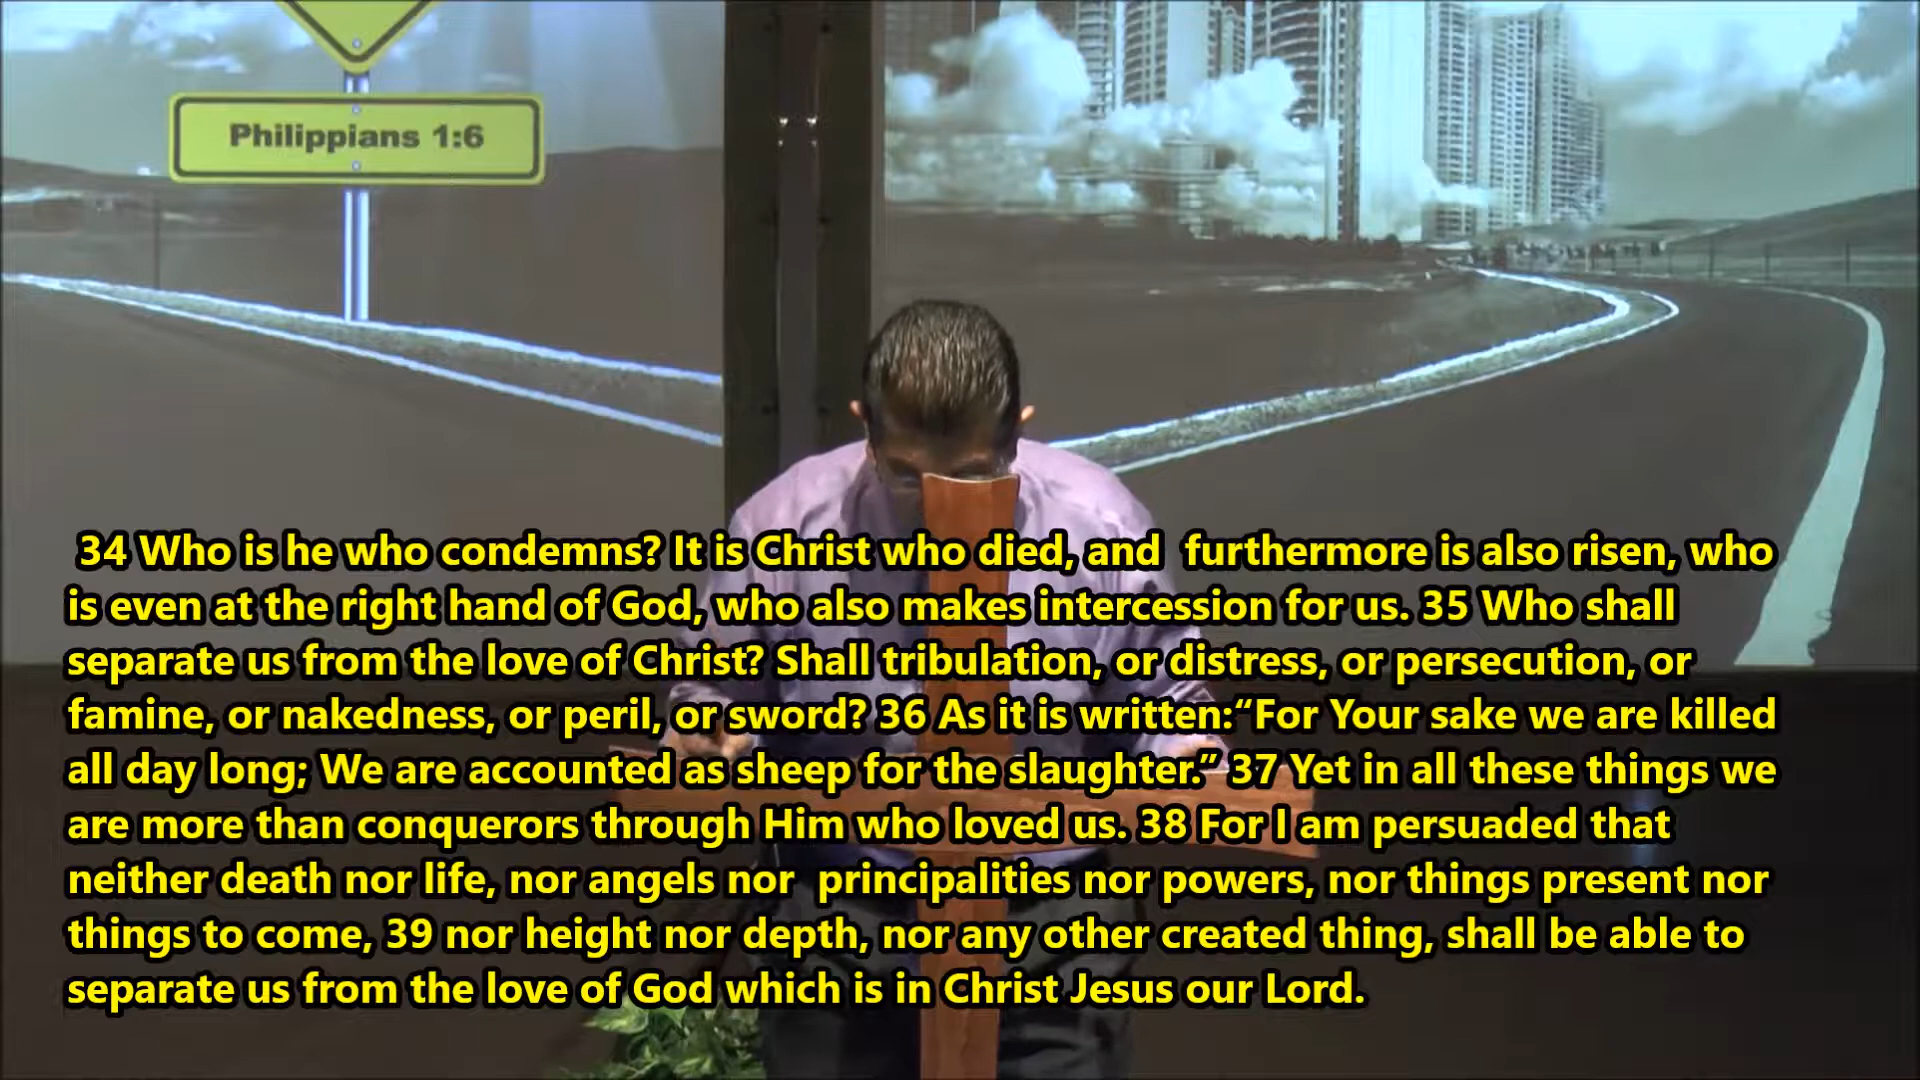 Philippians 1:6
34 Who is he who condemns? It is Christ who died, and  furthermore is also risen, who
is even at the right hand of God, who also makes intercession for us. 35 Who shall
separate us from the love of Christ? Shall tribulation, or distress, or persecution, or
famine, or nakedness, or peril, or sword? 36 As it is written:“For Your sake we are killed
all day long; We are accounted as sheep for the slaughter.” 37 Yet in all these things we
are more than conquerors through Him who loved us. 38 For I am persuaded that
neither death nor life, nor angels nor  principalities nor powers, nor things present nor
things to come, 39 nor height nor depth, nor any other created thing, shall be able to
separate us from the love of God which is in Christ Jesus our Lord.